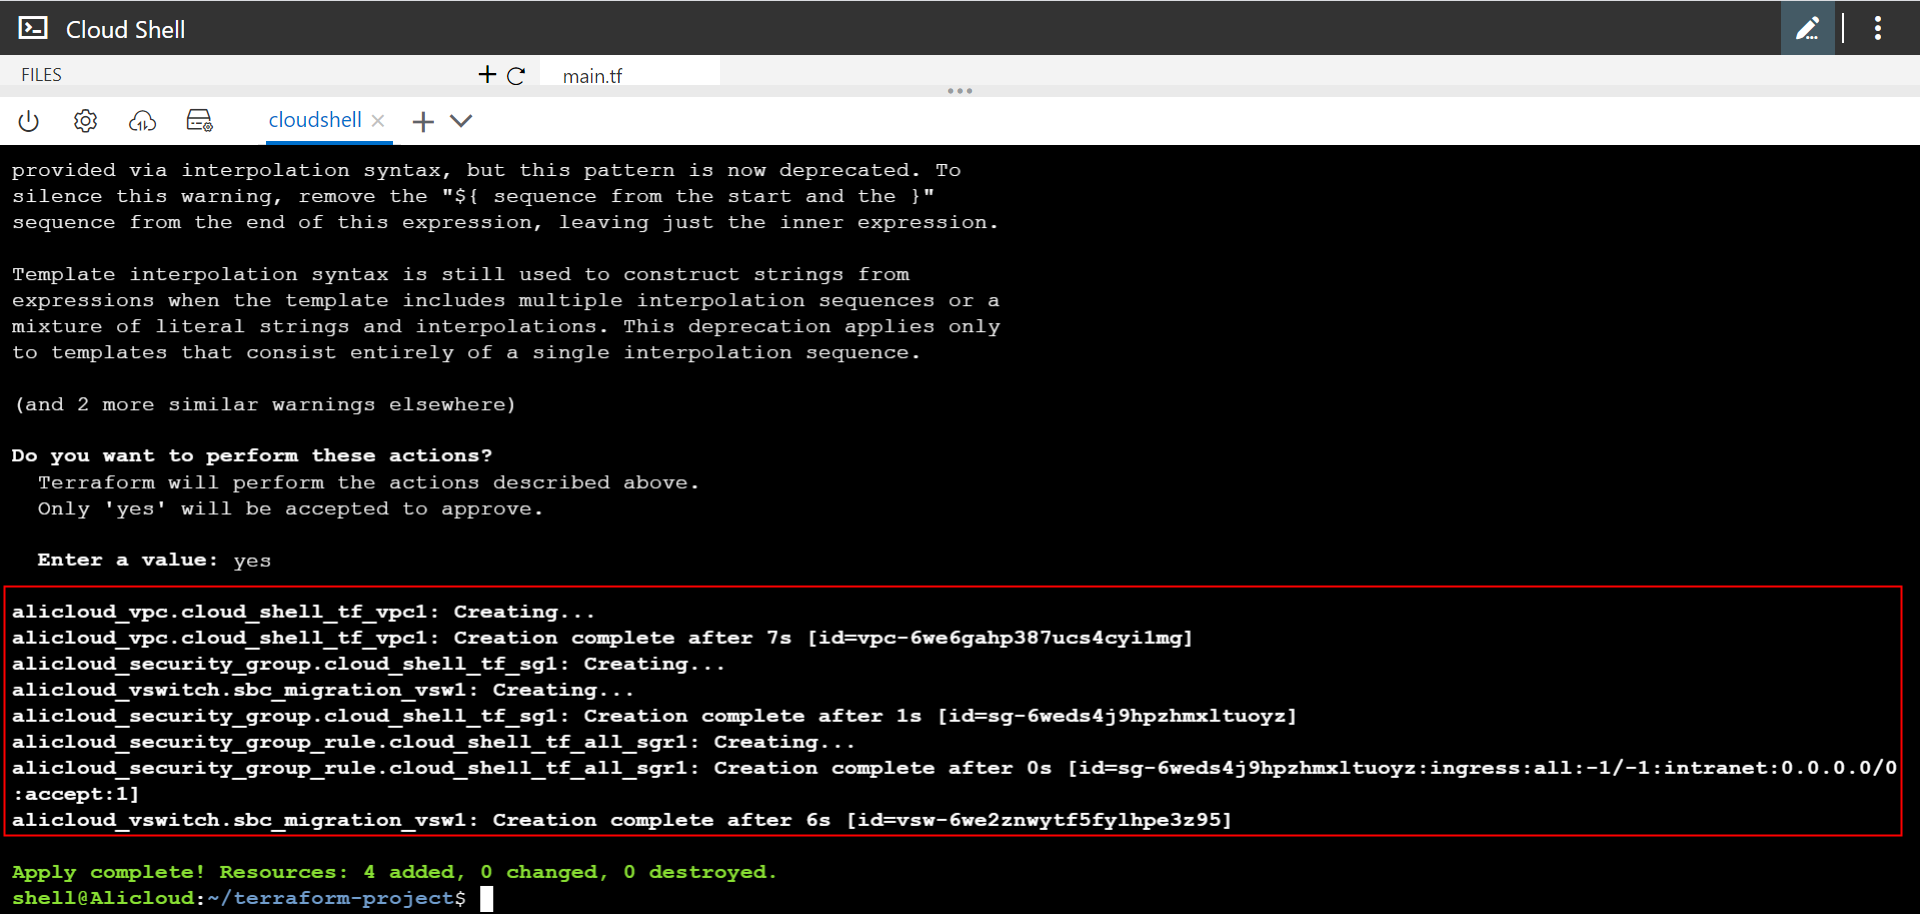 Cloud Shell
FILES
main.tf
cloudshell
provided via interpolation syntax, but this pattern is now deprecated. To
silence this warning, remove the "${ sequence from the start and the }"
sequence from the end of this expression, leaving just the inner expression.
Template interpolation syntax is still used to construct strings from
expressions when the template includes multiple interpolation sequences or a
mixture of literal strings and interpolations. This deprecation applies only
to templates that consist entirely of a single interpolation sequence.
(and 2 more similar warnings elsewhere)
Do you want to perform these actions?
Terraform will perform the actions described above.
Only 'yes' will be accepted to approve.
Enter a value: yes
alicloud_vpc.cloud_shell_tf_vpc1: Creating...
alicloud_vpc.cloud_shell_tf_vpc1: Creation complete after 7s [id=vpc-6we6gahp387ucs4cyi1mg]
alicloud_security_group.cloud_shell_tf_sg1: Creating...
alicloud_vswitch.sbc_migration_vsw1: Creating...
alicloud_security_group.cloud_shell_tf_sg1: Creation complete after 1s [id=sg-6weds4j9hpzhmxltuoyz]
alicloud_security_group_rule.cloud_shell_tf_all_sgr1: Creating...
alicloud_security_group_rule.cloud_shell_tf_all_sgr1: Creation complete after 0s [id=sg-6weds4j9hpzhmxltuoyz:ingress:all:-1/-1:intranet:0.0.0.0/0
:accept:1]
alicloud_vswitch.sbc_migration_vsw1: Creation complete after 6s [id=vsw-6we2znwytf5fylhpe3z95]
Apply complete! Resources: 4 added, 0 changed, 0 destroyed.
shell@Alicloud:~/terraform-project$